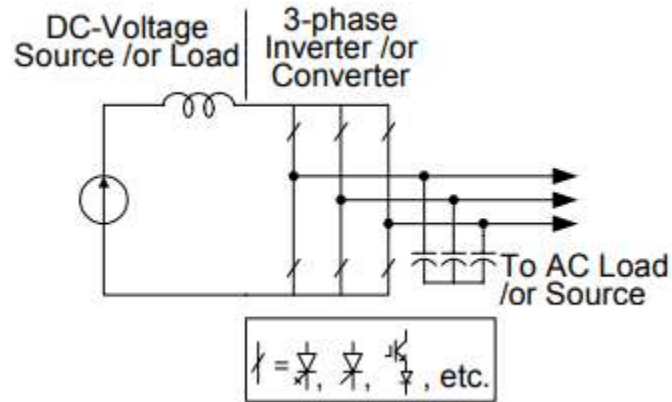 DC-Voltage
Source /or Load
3-phase
Inverter /or
Converter
To AC Load
/or Source
= , , , etc.